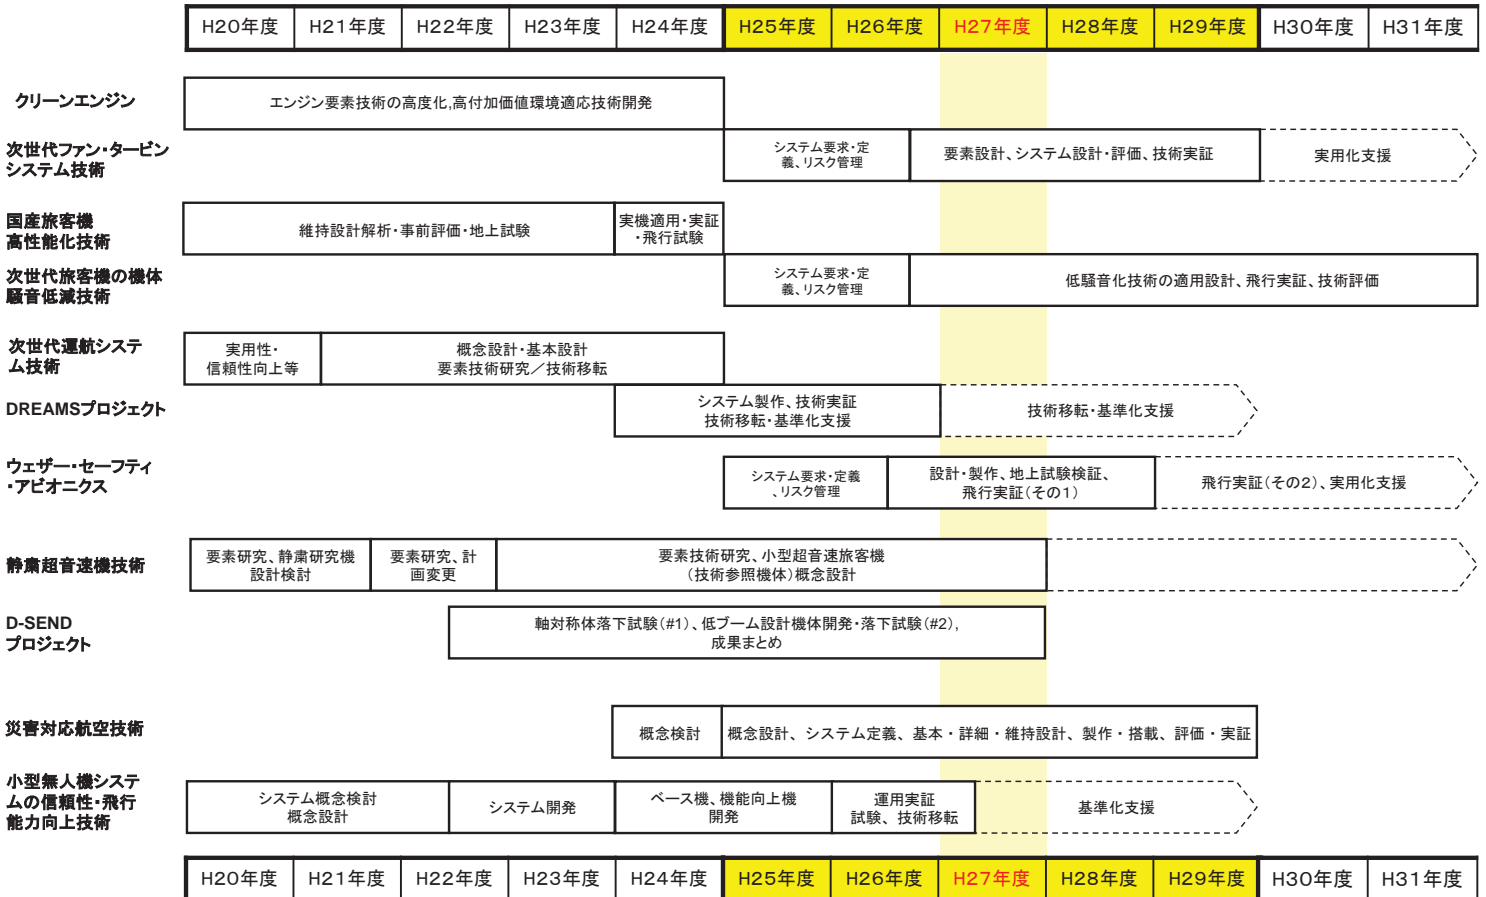 H20年度 H21年度 H22年度 H23年度 H24年度 H25年度 H26年度 H27年度 H28年度 H29年度 H30年度 H31年度
クリーンエンジン
エンジン要素技術の高度化,高付加価値環境適応技術開発
次世代ファン・タービン
システム技術
システム要求・定
義、リスク管理
要素設計、システム設計・評価、技術実証
実用化支援
国産旅客機
高性能化技術
維持設計解析・事前評価・地上試験
実機適用・実証
・飛行試験
次世代旅客機の機体
騒音低減技術
システム要求・定
義、リスク管理
低騒音化技術の適用設計、飛行実証、技術評価
次世代運航システ
ム技術
実用性・
信頼性向上等
概念設計・基本設計
要素技術研究／技術移転
DREAMSプロジェクト
システム製作、技術実証
技術移転・基準化支援
技術移転・基準化支援
ウェザー・セーフティ
・アビオニクス
システム要求・定義
、リスク管理
設計・製作、地上試験検証、
飛行実証（その１）
飛行実証（その２）、実用化支援
静粛超音速機技術
要素研究、静粛研究機
設計検討
要素研究、計
画変更
要素技術研究、小型超音速旅客機
（技術参照機体）概念設計
D-SEND
プロジェクト
軸対称体落下試験（#1）、低ブーム設計機体開発・落下試験（#2）,
成果まとめ
災害対応航空技術
概念検討
概念設計、システム定義、基本・詳細・維持設計、製作・搭載、評価・実証
小型無人機システ
ムの信頼性・飛行
能力向上技術
システム概念検討
概念設計
システム開発
ベース機、機能向上機
開発
運用実証
試験、技術移転
基準化支援
H20年度 H21年度 H22年度 H23年度 H24年度 H25年度 H26年度 H27年度 H28年度 H29年度 H30年度 H31年度